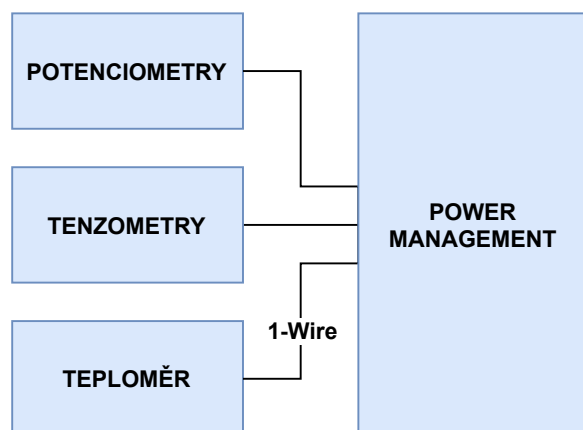 POTENCIOMETRY
TENZOMETRY
POWER
MANAGEMENT
1-Wire
TEPLOMĚR